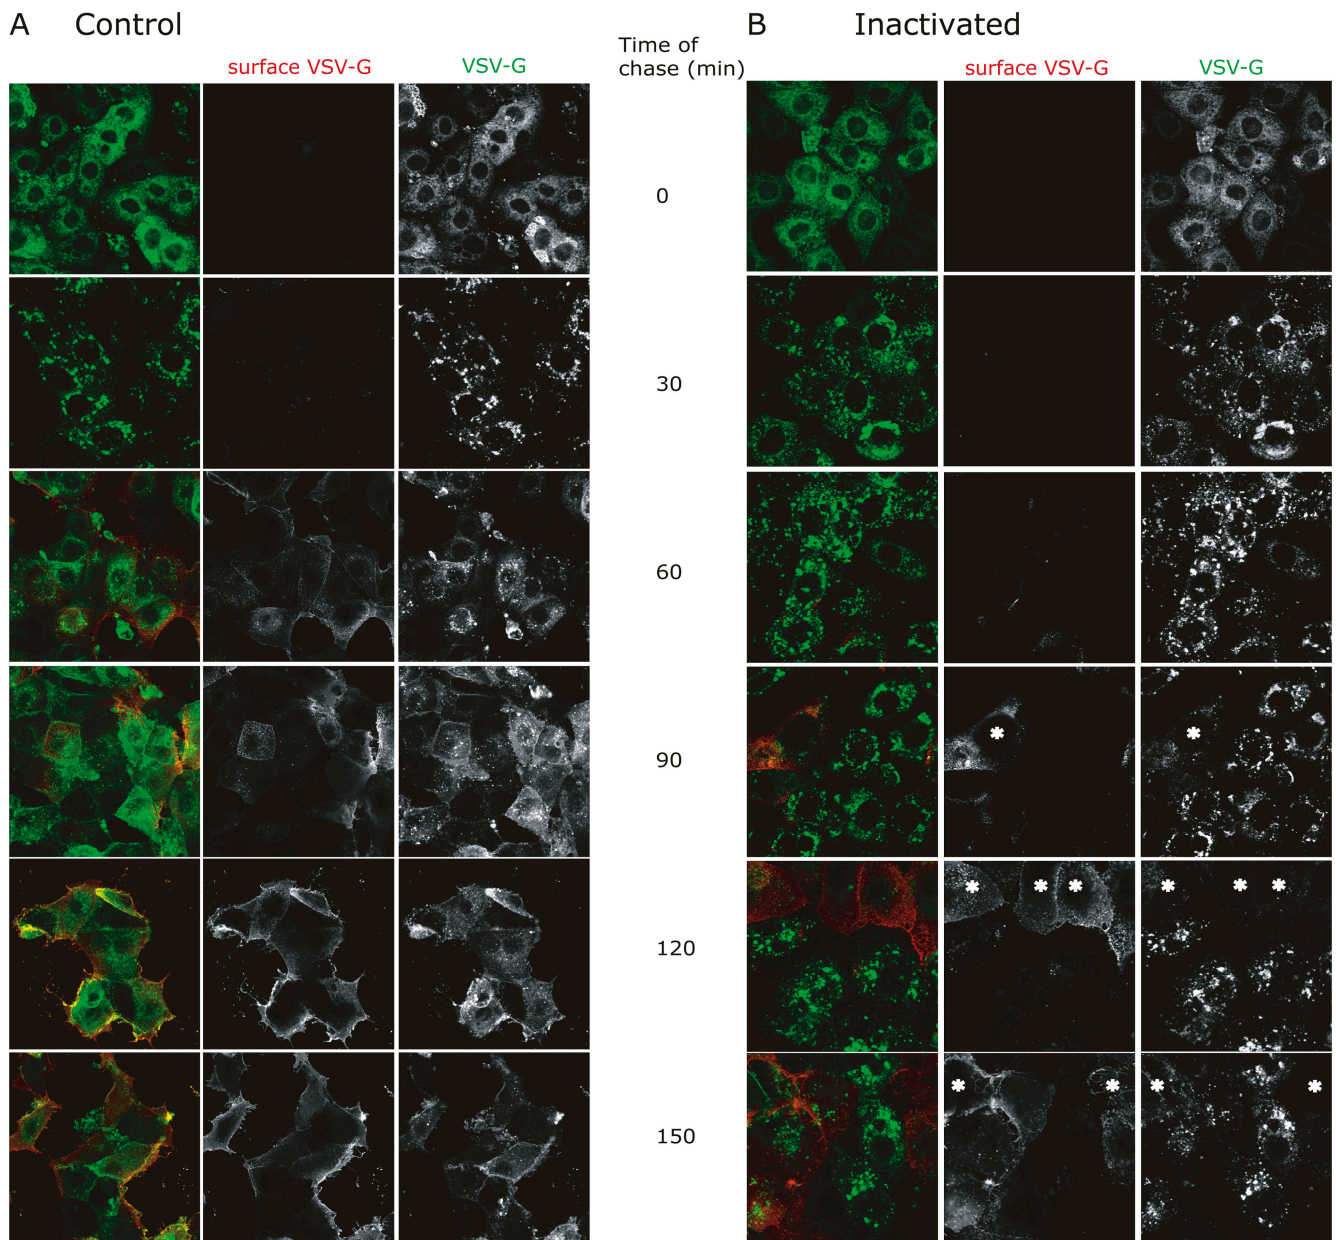 A Control
B Inactivated
Time of
chase (min)
surface VSV-G VSV-G
surface VSV-G VSV-G
0
30
60
90
*
*
120
* * *
* * *
150
* *
* *